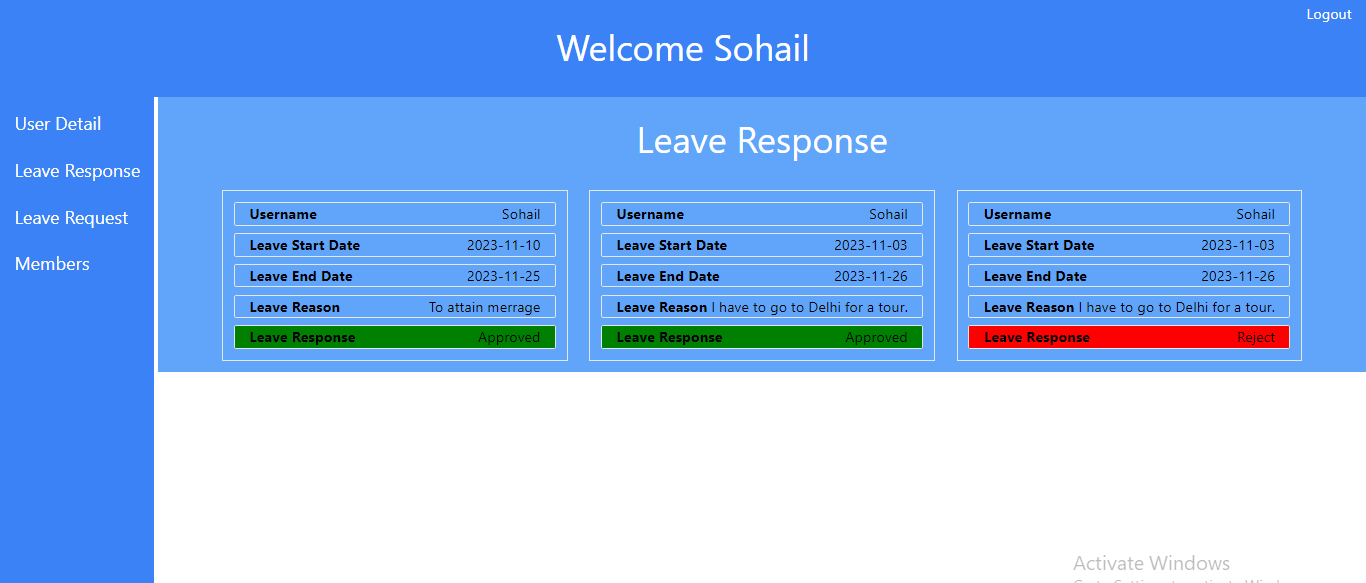 Logout
Welcome Sohail
User Detail
Leave Response
Leave Request
Members
Leave Response
Username Sohail
Leave Start Date 2023-11-10
Leave End Date 2023-11-25
Leave Reason To attain merrage
Leave Response Approved
Username Sohail
Leave Start Date 2023-11-03
Leave End Date 2023-11-26
Leave Reason I have to go to Delhi for a tour.
Leave Response Approved
Username Sohail
Leave Start Date 2023-11-03
Leave End Date 2023-11-26
Leave Reason I have to go to Delhi for a tour.
Leave Response Reject
Activate Windows